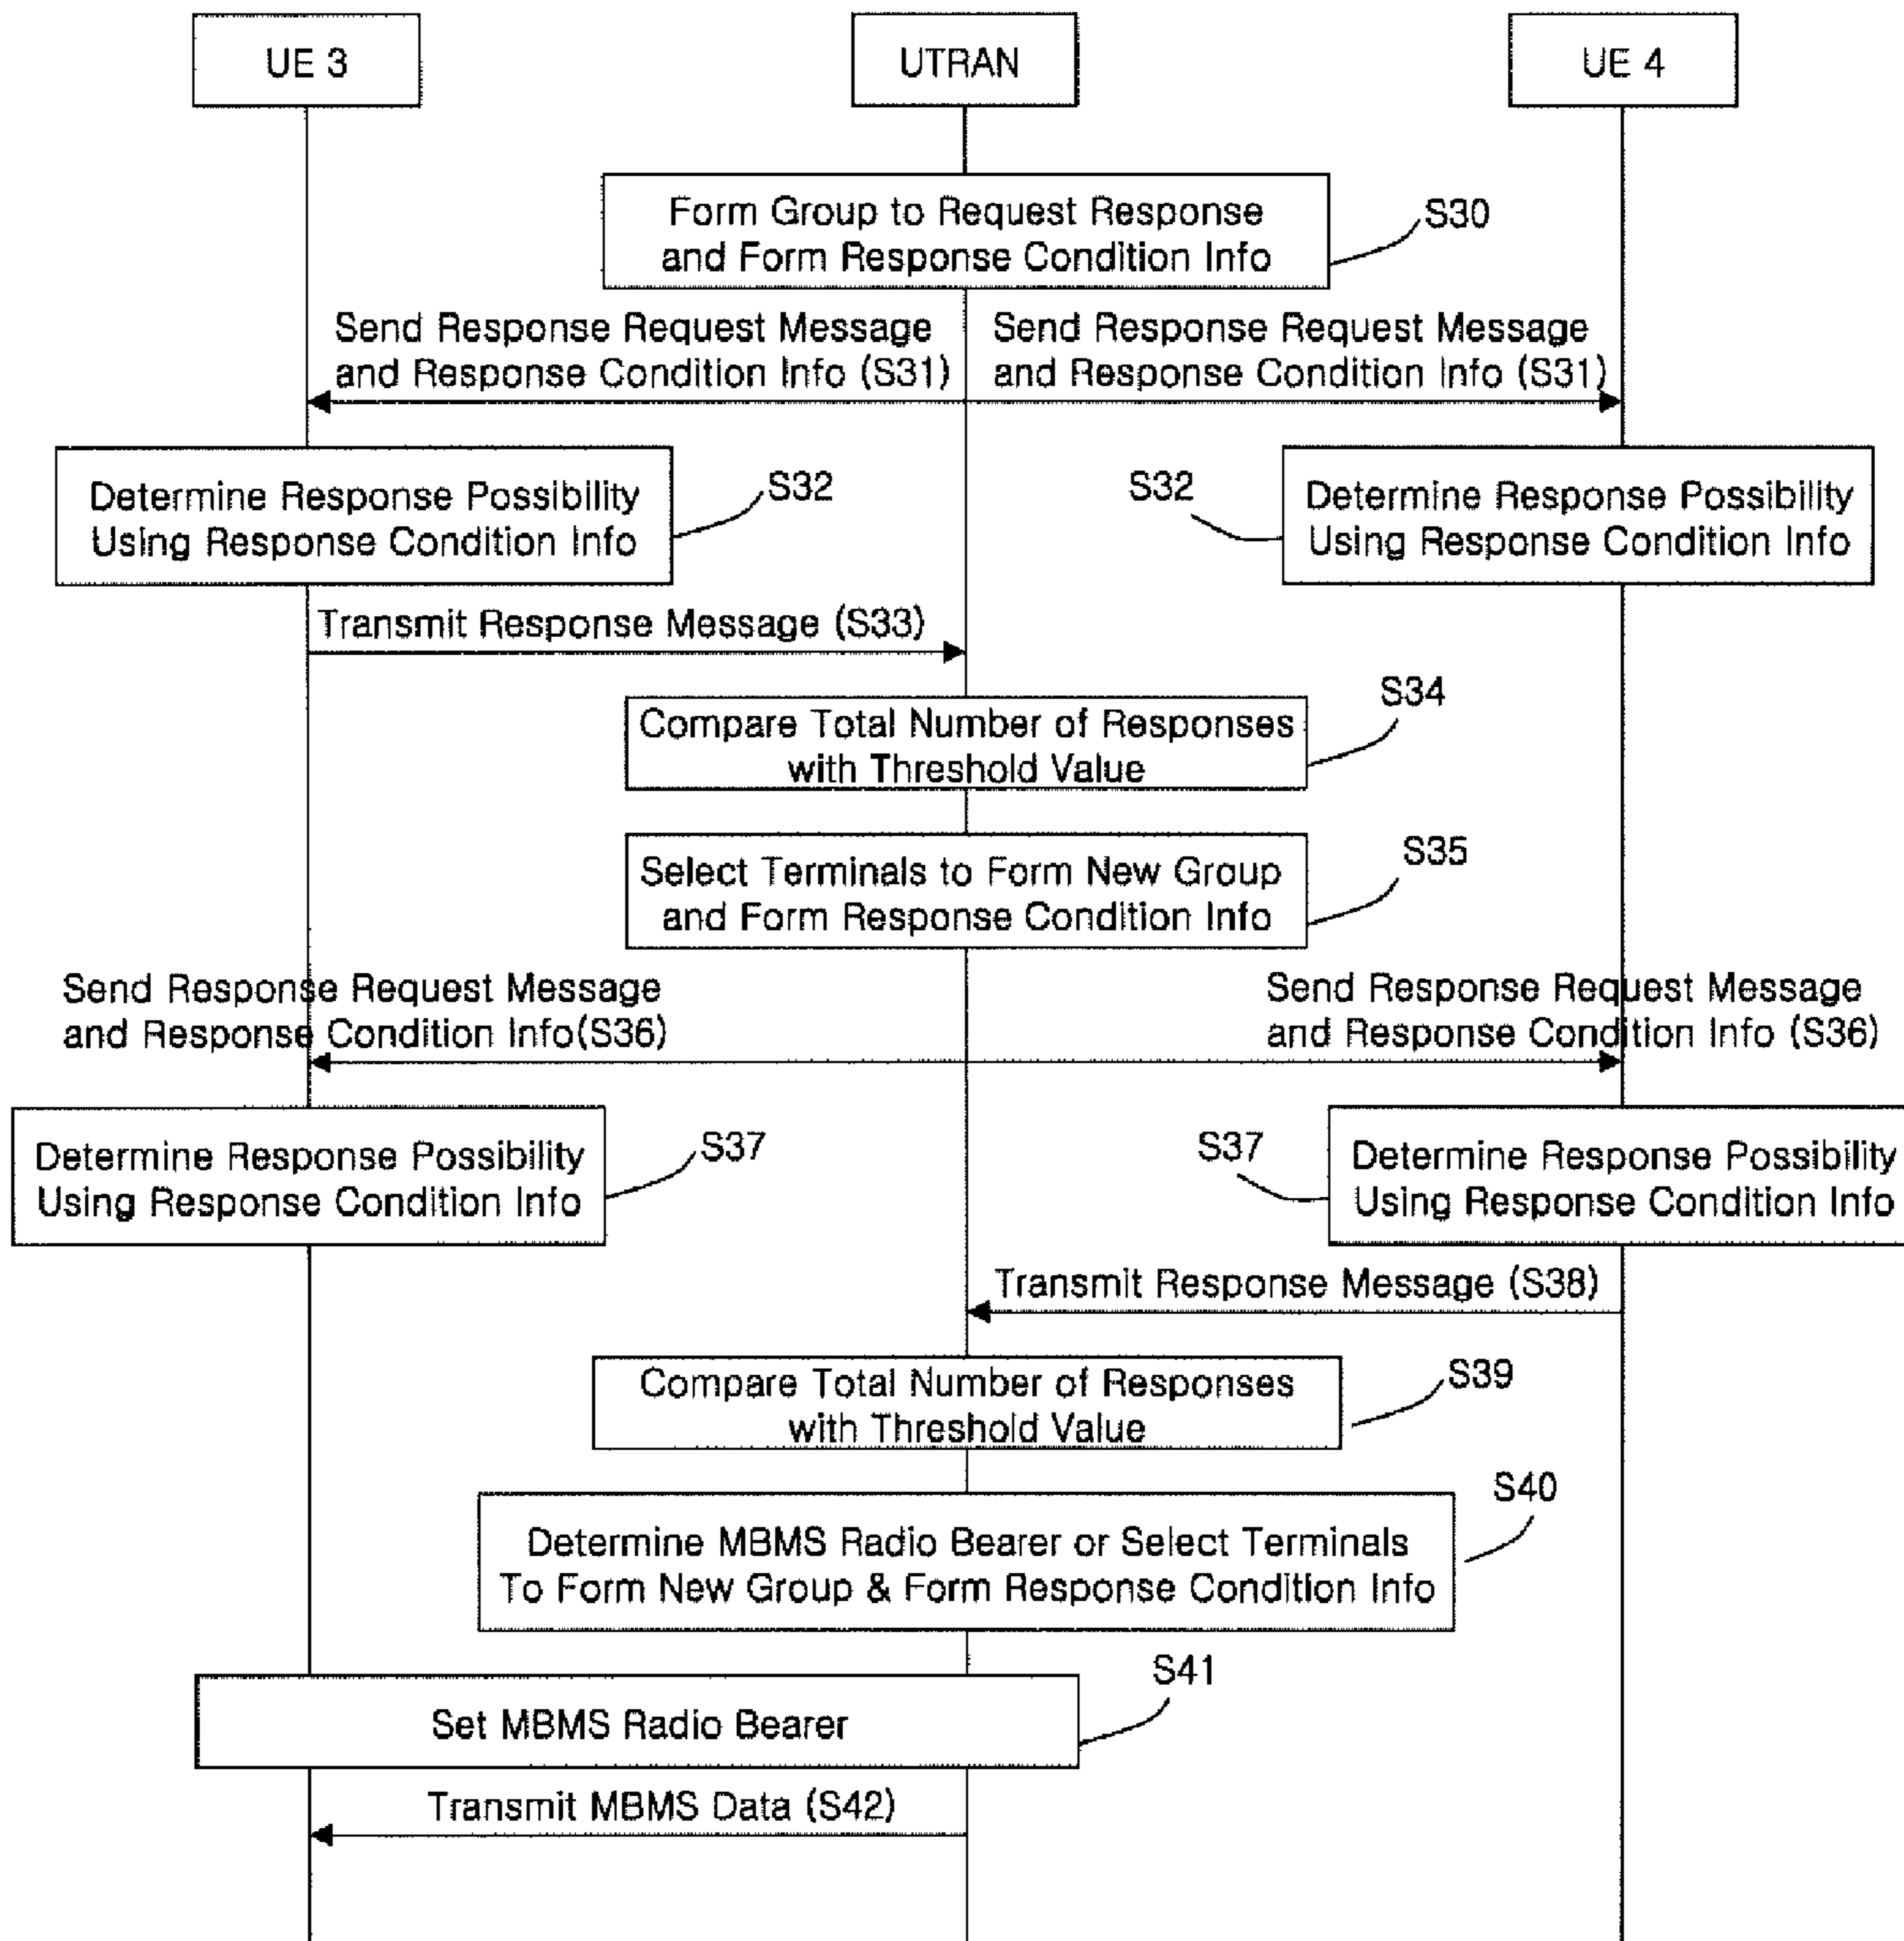 UE 3
UTRAN
UE 4
Form Group to Request Response
and Form Response Condition Info
S30
Send Response Request Message
and Response Condition Info (S31)
Send Response Request Message
and Response Condition Info (S31)
Determine Response Possibility
Using Response Condition Info
S32
S32
Determine Response Possibility
Using Response Condition Info
Transmit Response Message (S33)
S34
Compare Total Number of Responses
with Threshold Value
S35
Select Terminals to Form New Group
and Form Response Condition Info
Send Response Request Message
and Response Condition Info(S36)
Send Response Request Message
and Response Condition Info (S36)
Determine Response Possibility
Using Response Condition Info
S37
S37
Determine Response Possibility
Using Response Condition Info
Transmit Response Message (S38)
Compare Total Number of Responses
with Threshold Value
S39
S40
Determine MBMS Radio Bearer or Select Terminals
To Form New Group & Form Response Condition Info
S41
Set MBMS Radio Bearer
Transmit MBMS Data (S42)